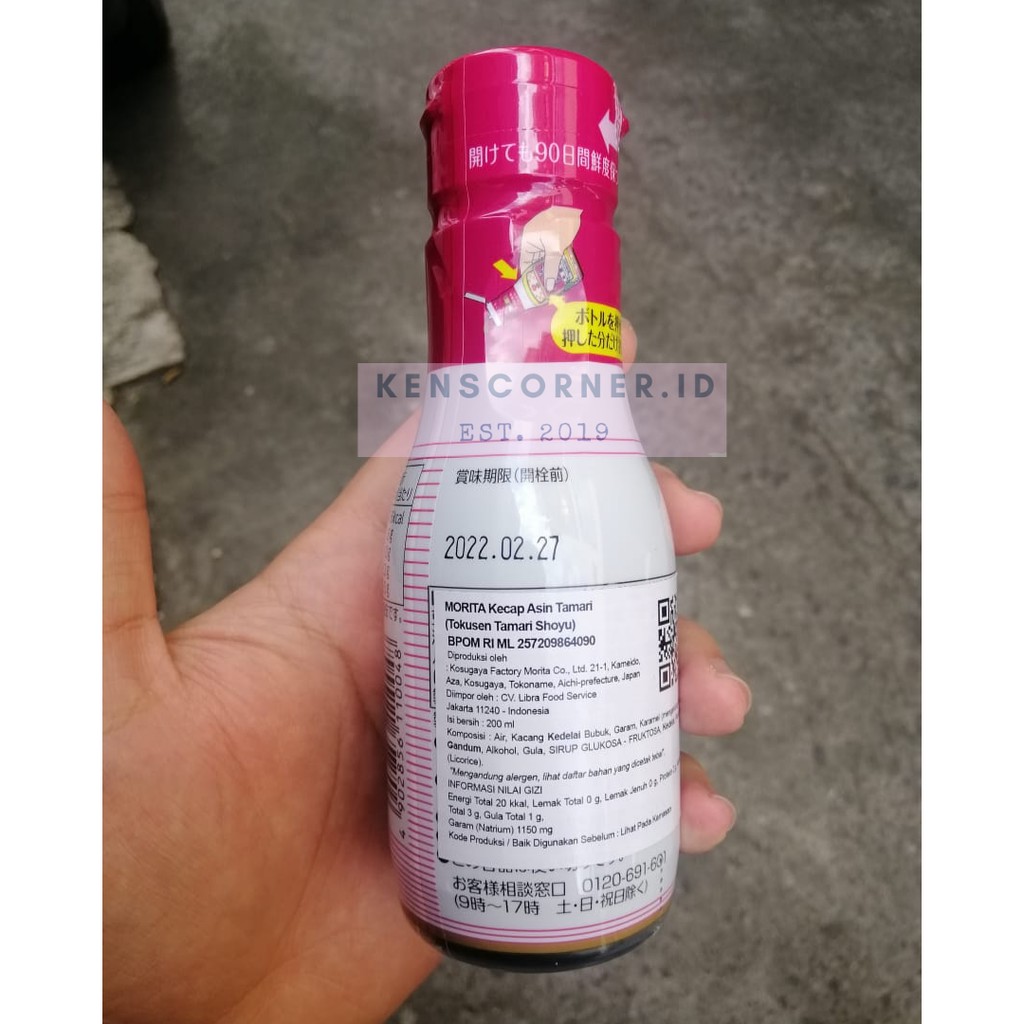 開けても90日間鮮度
ボトルを
押した分だけ
KENSCORNER.ID
EST. 2019
賞味期限(開栓前)
kcal
2022.02.27
MORITA Kecap Asin Tamari
(Tokusen Tamari Shoyu)
BPOM RI ML 257209864090
Diproduksi oleh
: Kosugaya Factory Morita Co., Ltd. 21-1, Kameido,
Aza, Kosugaya, Tokoname, Aichi-prefecture, Japan
Diimpor oleh : CV. Libra Food Service
Jakarta 11240 - Indonesia
Isi bersih : 200 ml
Komposisi : Air, Kacang Kedelai Bubuk, Garam, Karamel
Gandum, Alkohol, Gula, SIRUP GLUKOSA - FRUKTOSA,
(Licorice).
"Mengandung alergen, lihat daftar bahan yang dicetak tebal".
INFORMASI NILAI GIZI
Energi Total 20 kkal, Lemak Total 0 g, Lemak Jenuh 0 g,
Total 3 g, Gula Total 1 g,
Garam (Natrium) 1150 mg
Kode Produksi / Baik Digunakan Sebelum : Lihat Pada Kemasan
4 902856 110048
お客様相談窓口 0120-691-60
(9時〜17時 土・日・祝日除く)